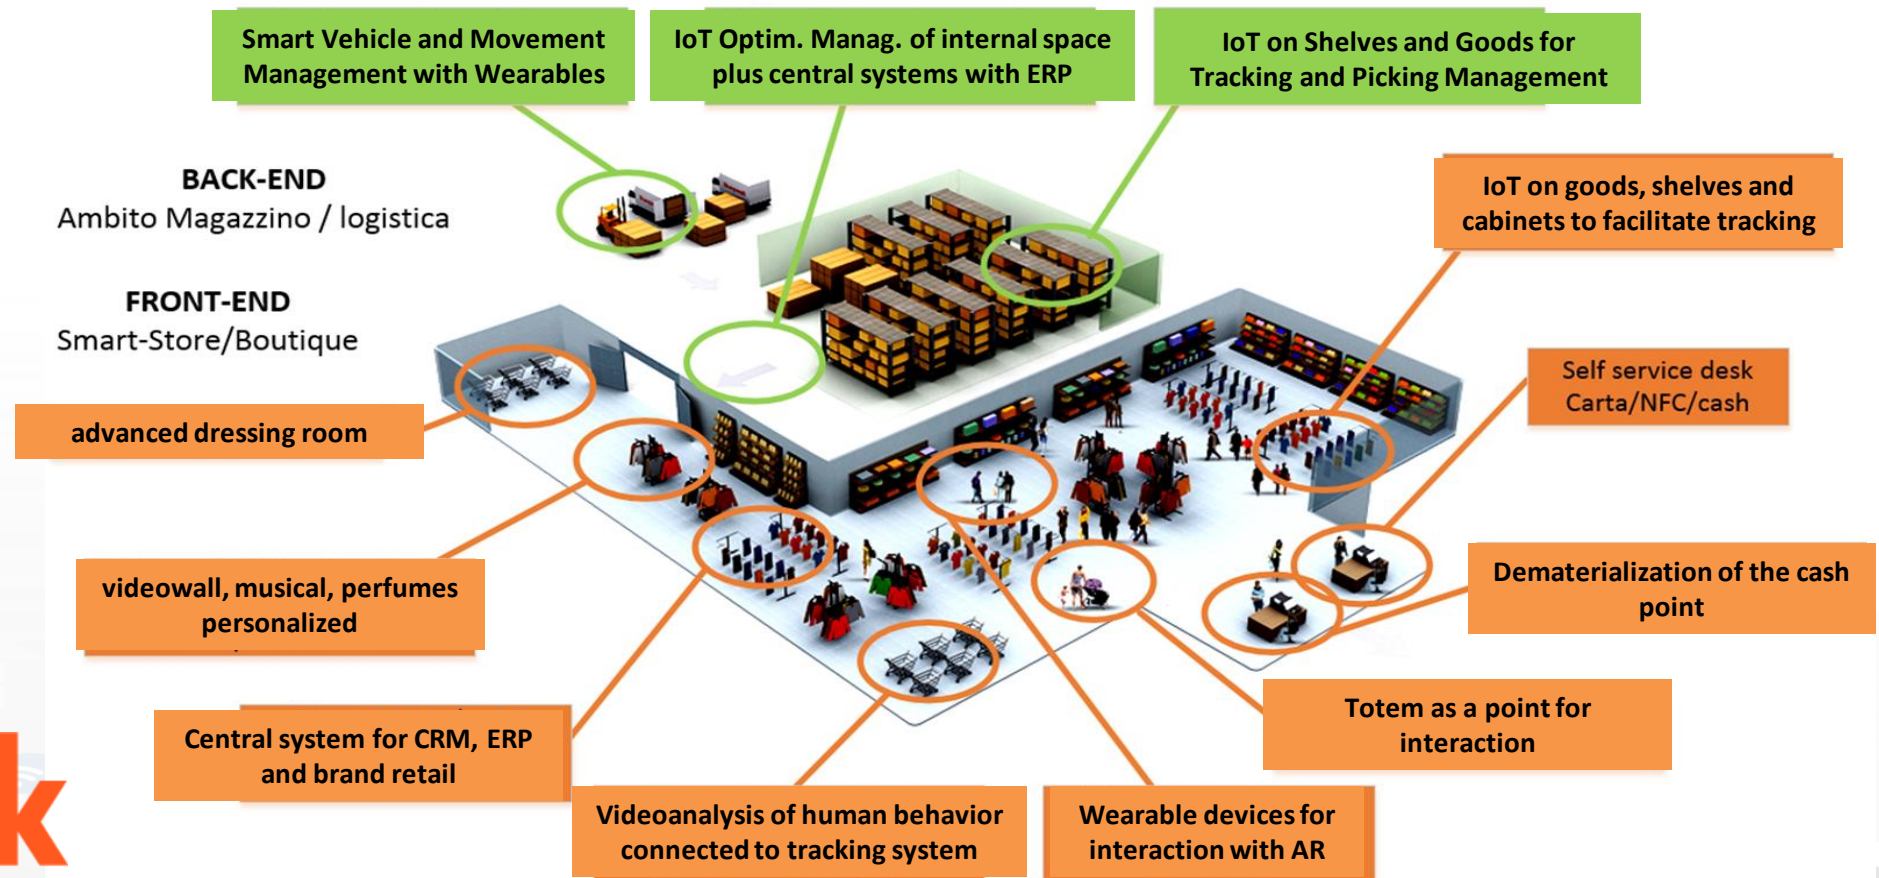 Smart Vehicle and Movement
Management with Wearables
IoT Optim. Manag. of internal space
plus central systems with ERP
IoT on Shelves and Goods for
Tracking and Picking Management
BACK-END
Ambito Magazzino / logistica
IoT on goods, shelves and
cabinets to facilitate tracking
FRONT-END
Smart-Store/Boutique
Self service desk
Carta/NFC/cash
advanced dressing room
videowall, musical, perfumes
personalized
Dematerialization of the cash
point
Central system for CRM, ERP
and brand retail
Totem as a point for
interaction
Videoanalysis of human behavior
connected to tracking system
Wearable devices for
interaction with AR
k